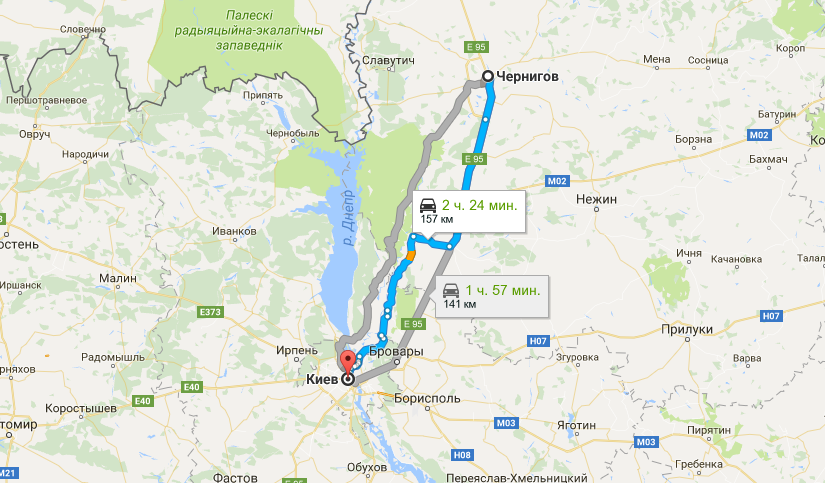 Словечно
Палескі
радыяцыйна-экалагічны
запаведнік
Славутич
E 95
Мена
Сосница
Короп
Чернигов
Першотравневое
Припять
Батурин
Овруч
Чернобыль
M02
Борзна
Народичи
E 95
Бахмач
M02
р. Днепр
2 ч. 24 мин.
157 км
Нежин
Иванков
Ичня
Качановка
Талалаевка
Иршанск
Малин
1 ч. 57 мин.
141 км
E373
E 95
H07
Прилуки
Ирпень
Бровары
H07
Згуровка
Варва
Радомышль
Киев
E40
E40
Борисполь
Коростышев
M03
Яготин
M03
Пирятин
H08
Гребенка
M21
Обухов
Фастов
Переяслав-Хмельницкий